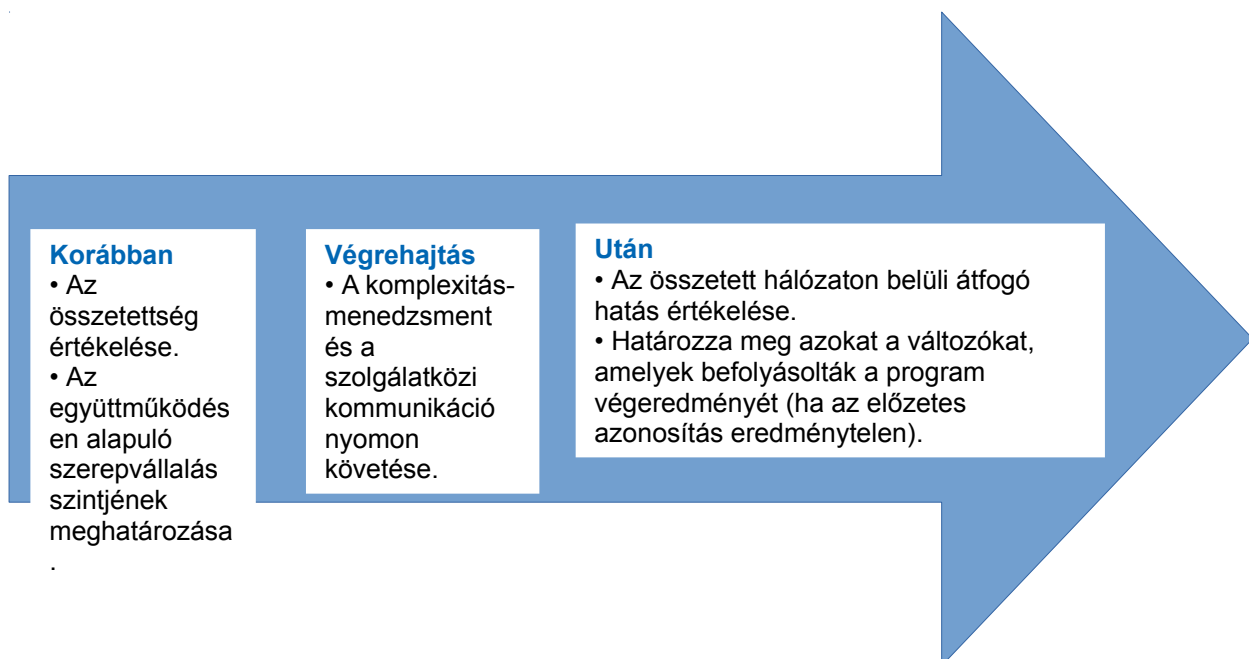 Korábban
• Az
összetettség
értékelése.
• Az
együttműködés
en alapuló
szerepvállalás
szintjének
meghatározása
.
Végrehajtás
• A komplexitás-
menedzsment
és a
szolgálatközi
kommunikáció
nyomon
követése.
Után
• Az összetett hálózaton belüli átfogó
hatás értékelése.
• Határozza meg azokat a változókat,
amelyek befolyásolták a program
végeredményét (ha az előzetes
azonosítás eredménytelen).